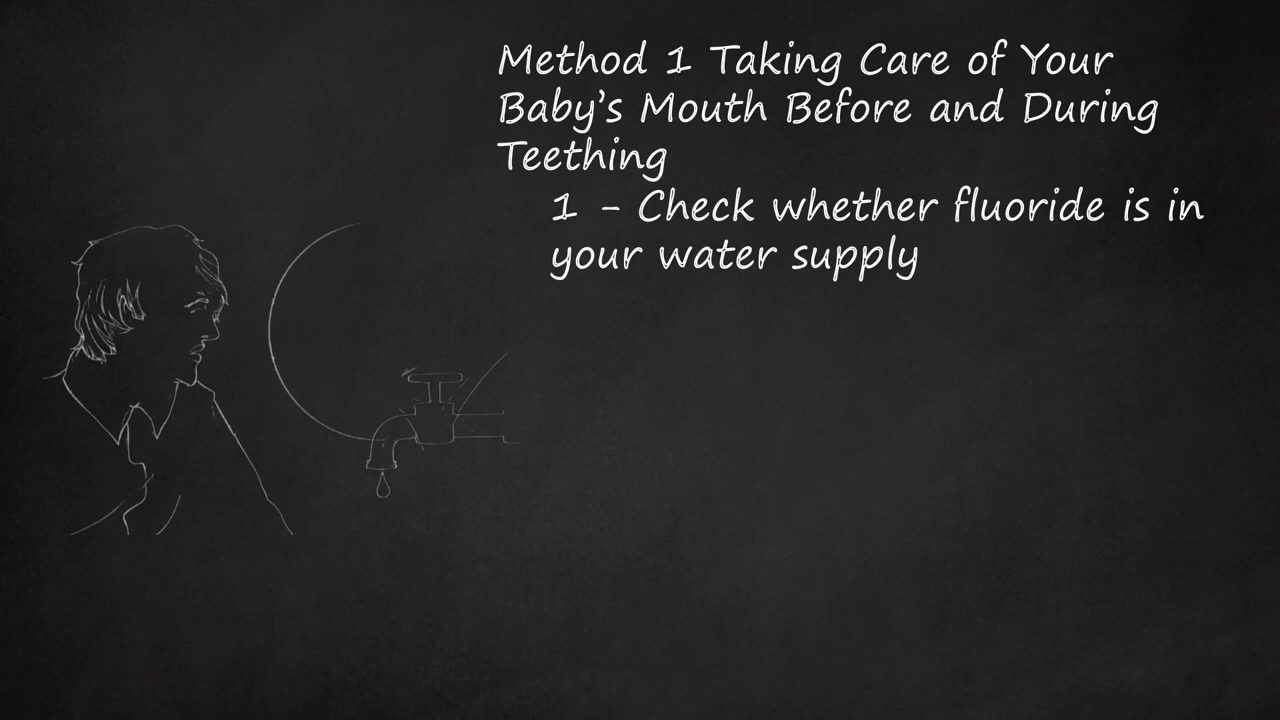 Method 1 Taking Care of Your
Baby’s Mouth Before and During
Teething
1 - Check whether fluoride is in
your water supply